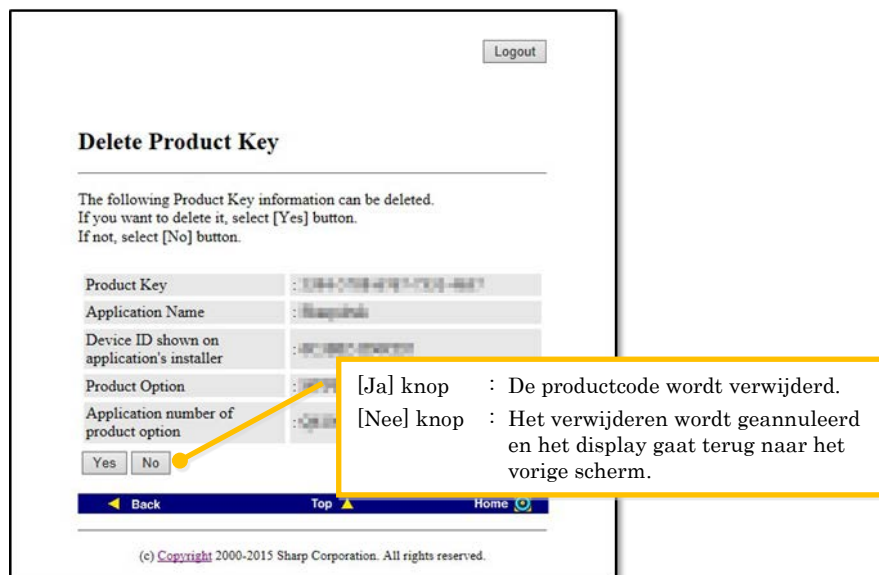 Logout
Delete Product Key
The following Product Key information can be deleted.
If you want to delete it, select [Yes] button.
If not, select [No] button.
Product Key :
Application Name :
Device ID shown on
application's installer :
Product Option :
Application number of
product option :
[Ja] knop : De productcode wordt verwijderd.
[Nee] knop : Het verwijderen wordt geannuleerd
en het display gaat terug naar het
vorige scherm.
Yes No
Back Top Home
(c) Copyright 2000-2015 Sharp Corporation. All rights reserved.